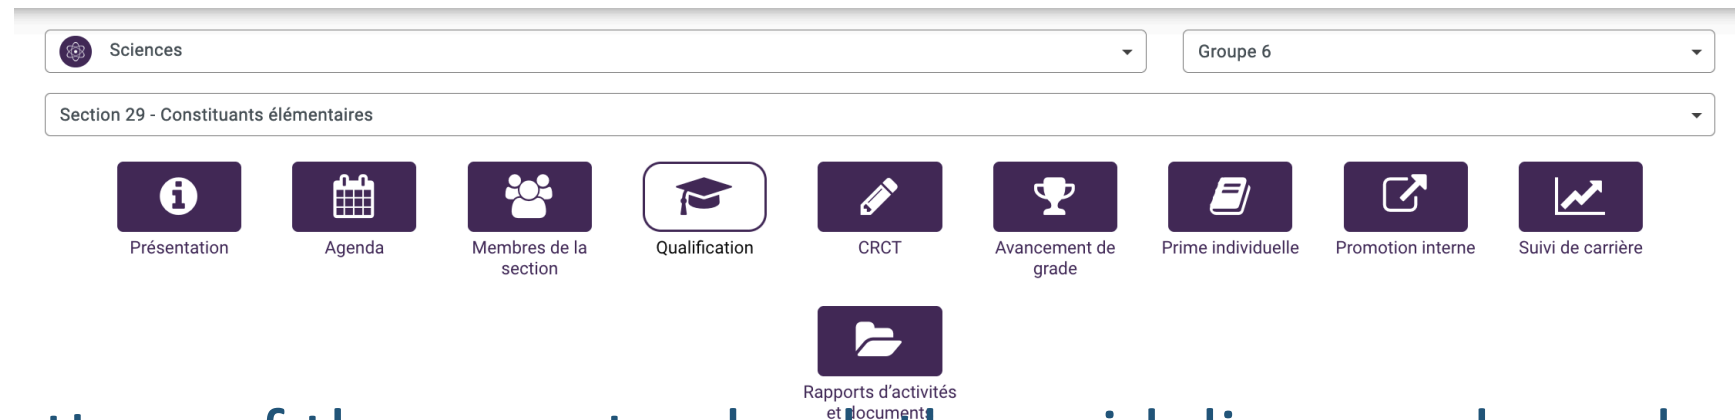 Sciences
Groupe 6
Section 29 - Constituants élémentaires
Présentation
Agenda
Membres de la
section
Qualification
CRCT
Avancement de
grade
Prime individuelle
Promotion interne
Suivi de carrière
Rapports d'activités
et documents